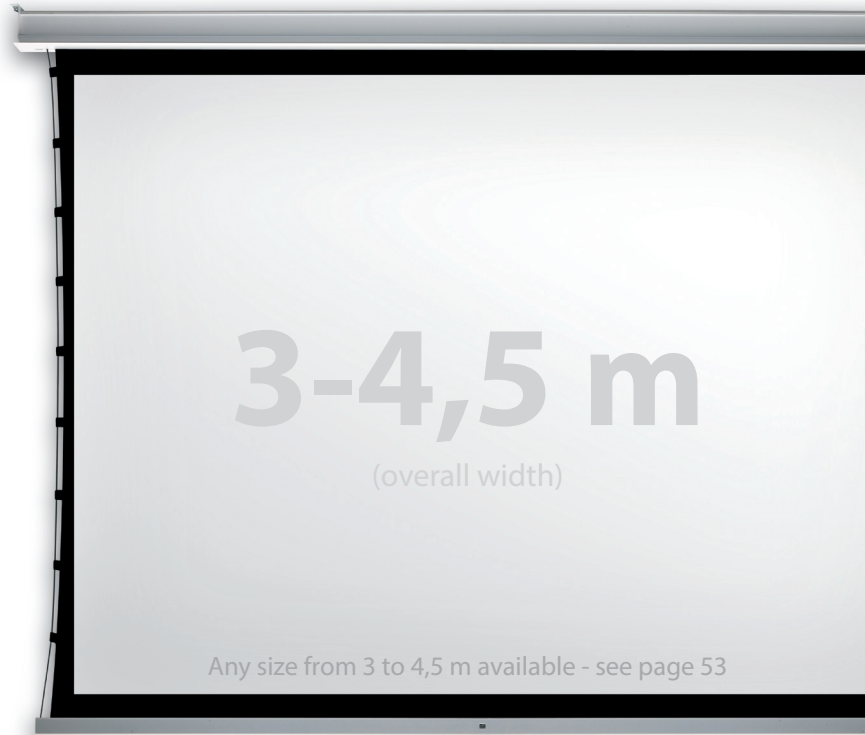 3-4,5 m
(overall width)
Any size from 3 to 4,5 m available - see page 53